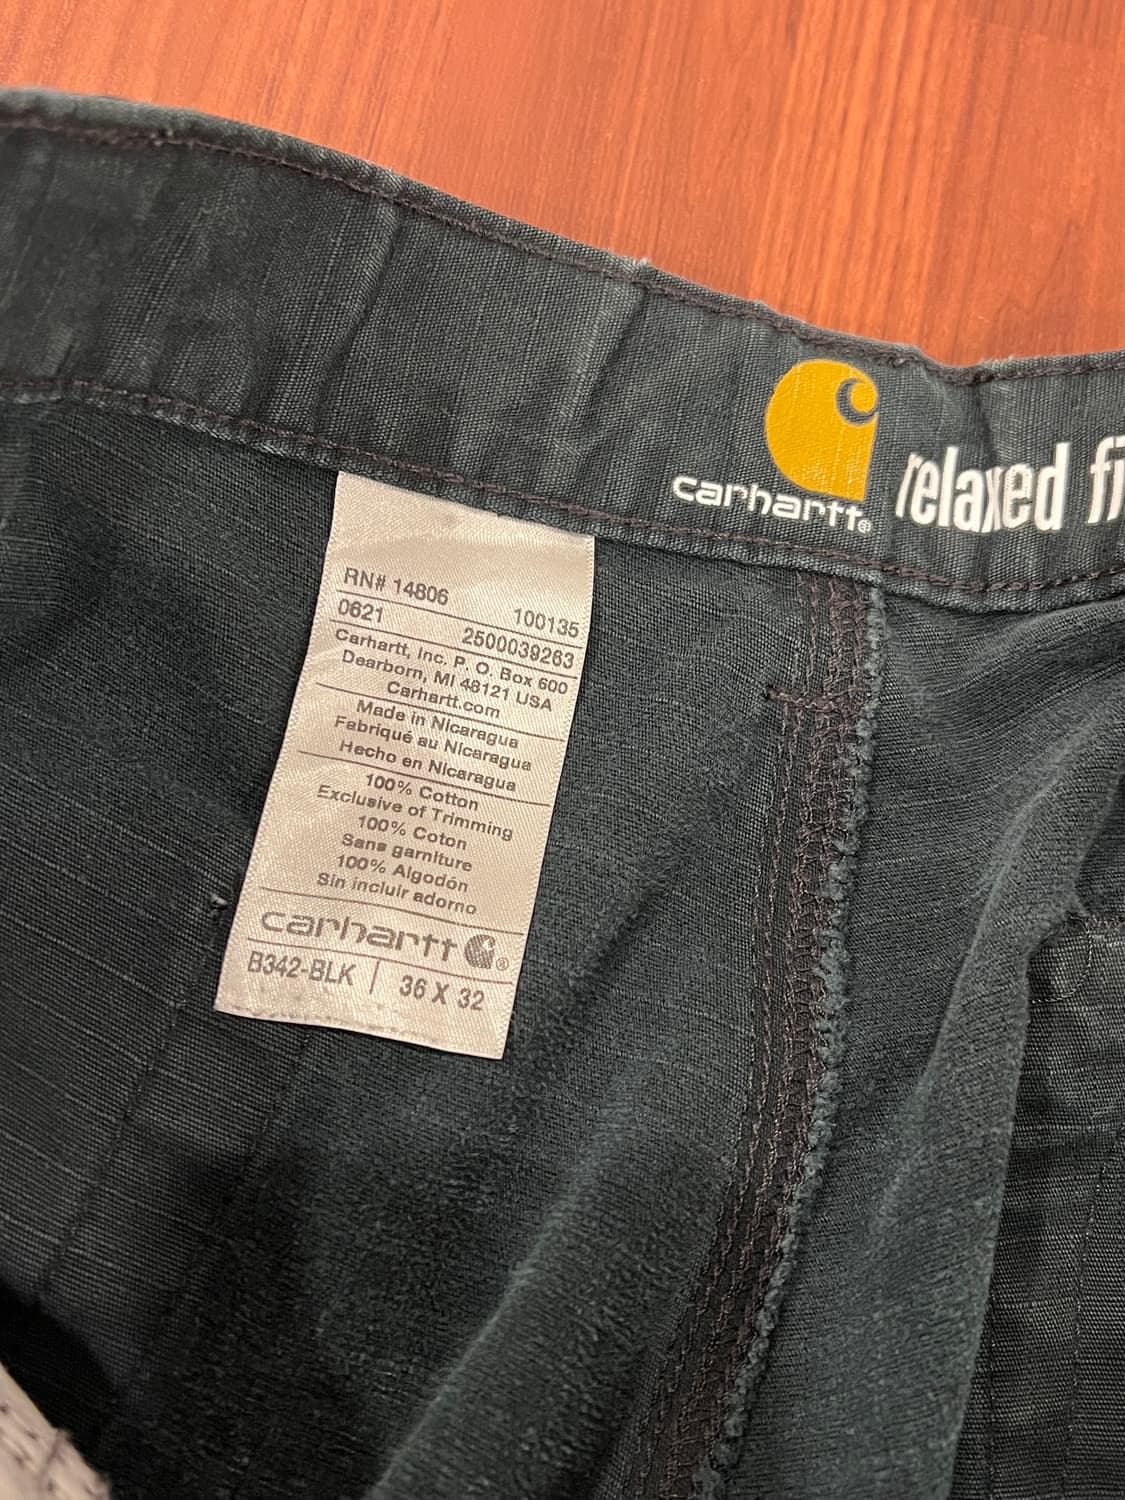 carhartt®
relaxed fi
RN# 14806 100135
0621 2500039263
Carhartt, Inc. P. O. Box 600
Dearborn, MI 48121 USA
Carhartt.com
Made in Nicaragua
Fabriqué au Nicaragua
Hecho en Nicaragua
100% Cotton
Exclusive of Trimming
100% Coton
Sans garniture
100% Algodón
Sin incluir adorno
carhartt ®
B342-BLK | 36 X 32